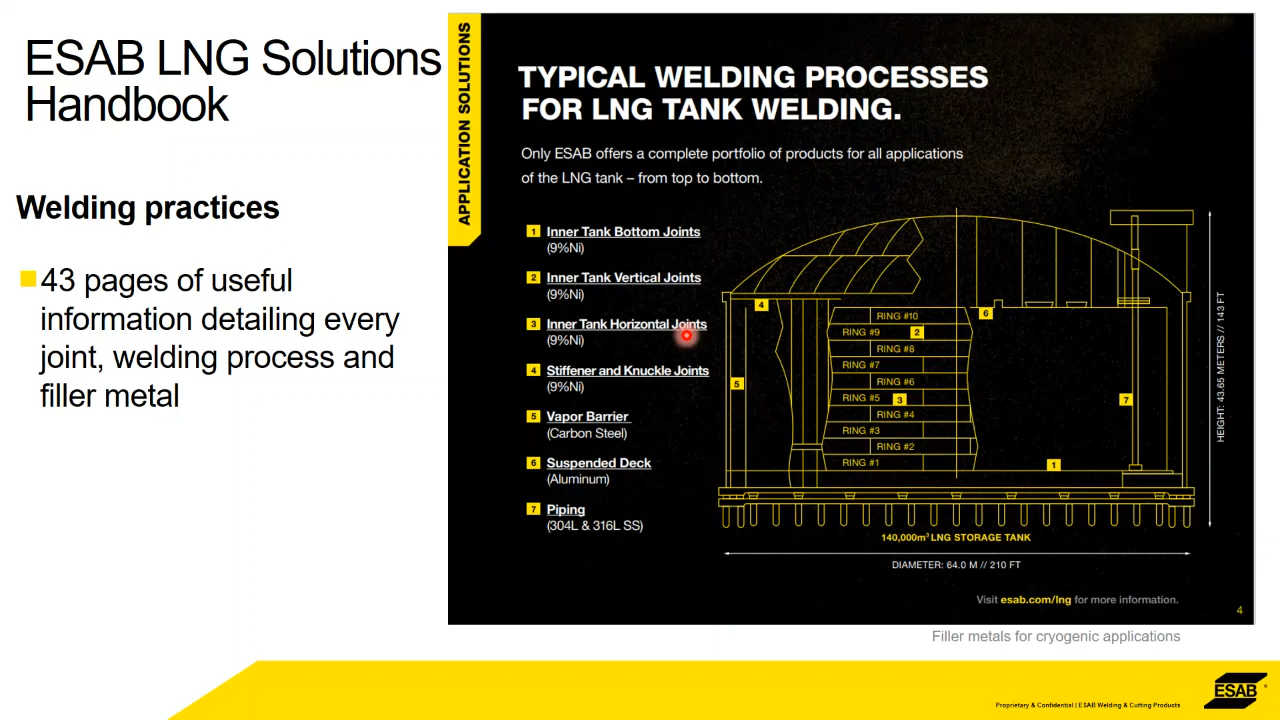 ESAB LNG Solutions
Handbook
Welding practices
43 pages of useful
information detailing every
joint, welding process and
filler metal
APPLICATION SOLUTIONS
TYPICAL WELDING PROCESSES
FOR LNG TANK WELDING.
Only ESAB offers a complete portfolio of products for all applications
of the LNG tank – from top to bottom.
1 Inner Tank Bottom Joints
(9%Ni)
2 Inner Tank Vertical Joints
(9%Ni)
3 Inner Tank Horizontal Joints
(9%Ni)
4 Stiffener and Knuckle Joints
(9%Ni)
5 Vapor Barrier
(Carbon Steel)
6 Suspended Deck
(Aluminum)
7 Piping
(304L & 316L SS)
4
6
RING #10
RING #9
2
RING #8
RING #7
RING #6
5
RING #5
3
7
RING #4
RING #3
RING #2
RING #1
1
HEIGHT: 43.65 METERS // 143 FT
140,000m³ LNG STORAGE TANK
DIAMETER: 64.0 M // 210 FT
Visit esab.com/lng for more information.
4
Filler metals for cryogenic applications
ESAB
Proprietary & Confidential | ESAB Welding & Cutting Products